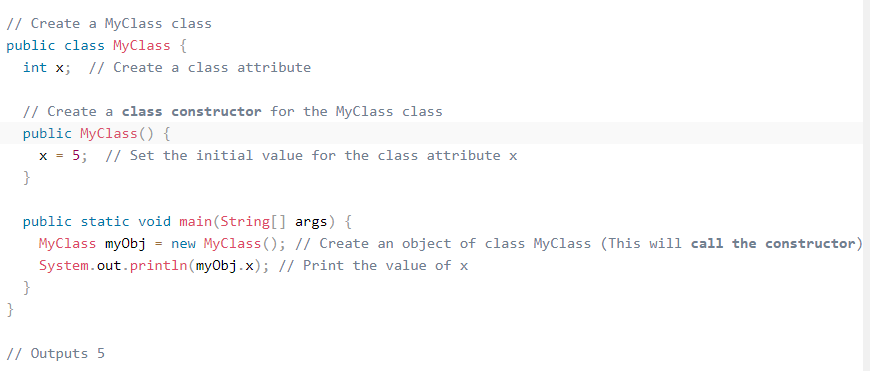 // Create a MyClass class
public class MyClass {
int x;  // Create a class attribute
// Create a class constructor for the MyClass class
public MyClass() {
x = 5;  // Set the initial value for the class attribute x
}
public static void main(String[] args) {
MyClass myObj = new MyClass(); // Create an object of class MyClass (This will call the constructor)
System.out.println(myObj.x); // Print the value of x
}
}
// Outputs 5